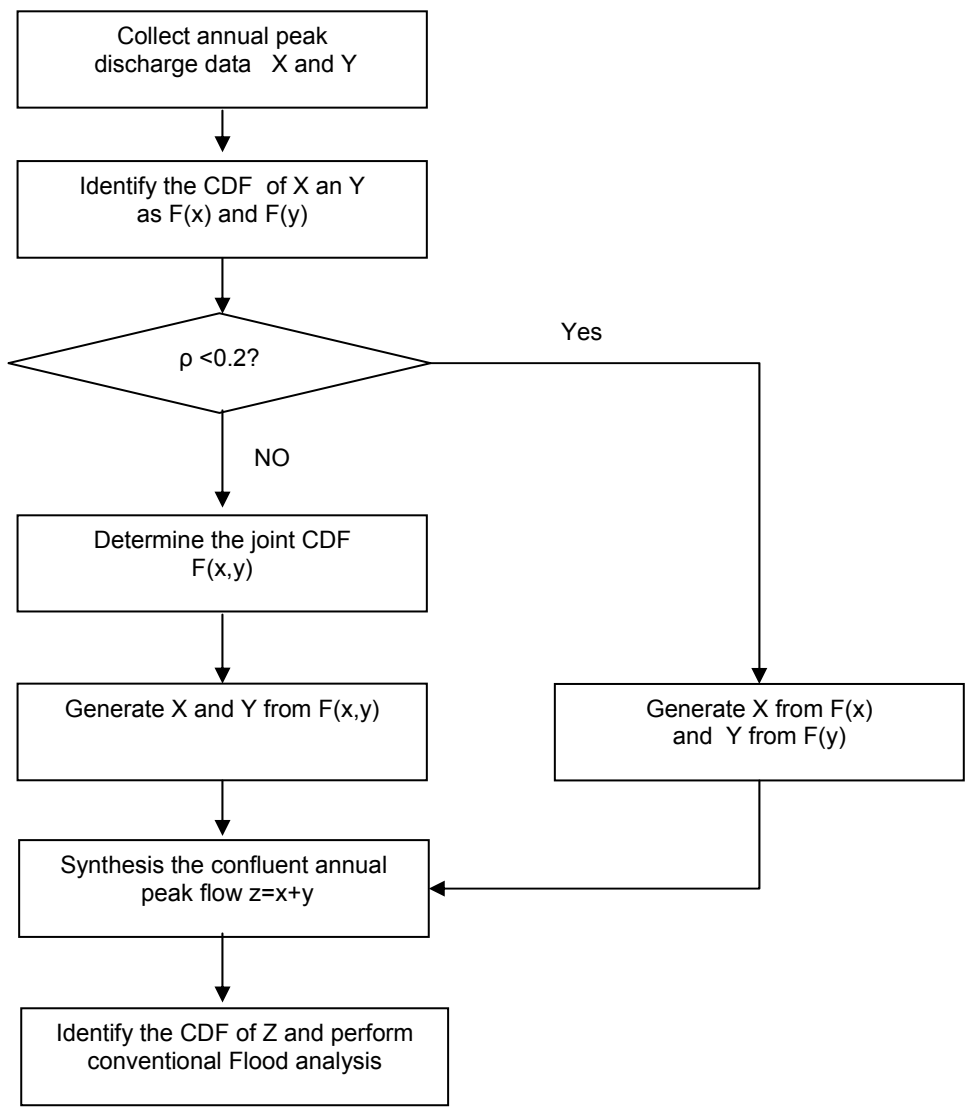 Collect annual peak
discharge data X and Y
Identify the CDF of X an Y
as F(x) and F(y)
ρ <0.2?
Yes
NO
Determine the joint CDF
F(x,y)
Generate X and Y from F(x,y)
Generate X from F(x)
and Y from F(y)
Synthesis the confluent annual
peak flow z=x+y
Identify the CDF of Z and perform
conventional Flood analysis